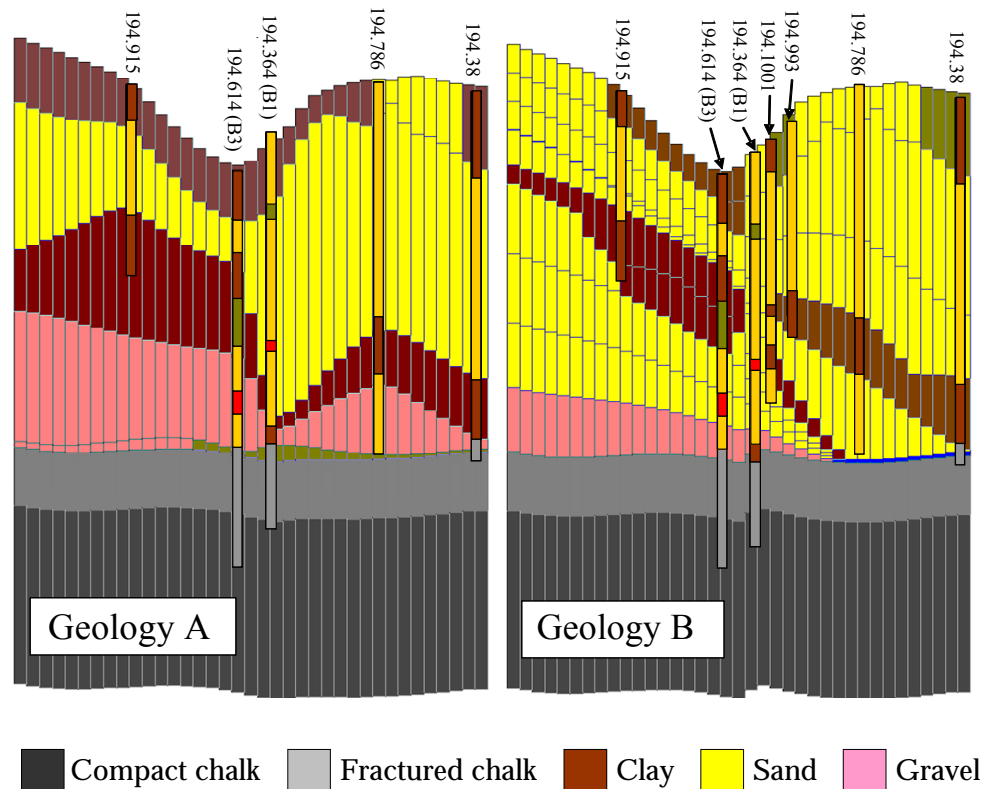 194.915
194.614 (B3)
194.364 (B1)
194.786
194.38
194.915
194.614 (B3)
194.364 (B1)
194.1001
194.993
194.786
194.38
Geology A
Geology B
Compact chalk
Fractured chalk
Clay
Sand
Gravel